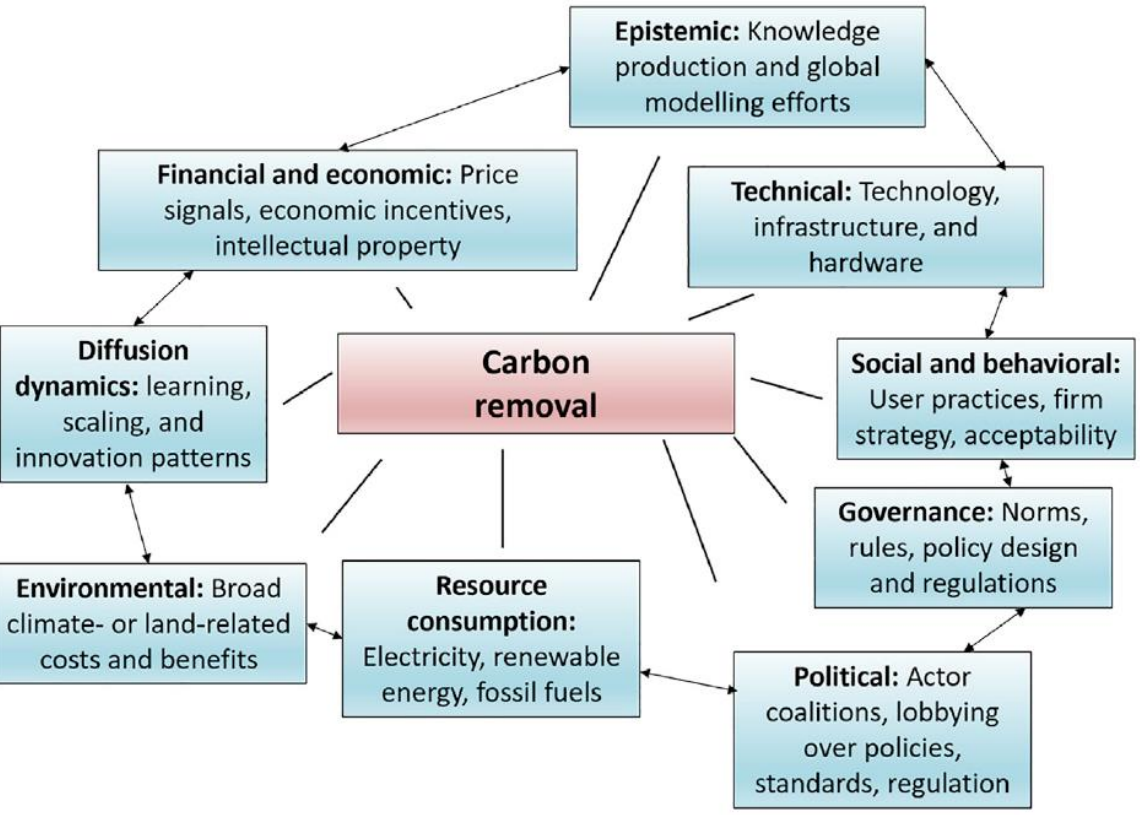 Epistemic: Knowledge
production and global
modelling efforts
Financial and economic: Price
signals, economic incentives,
intellectual property
Technical: Technology,
infrastructure, and
hardware
Diffusion
dynamics: learning,
scaling, and
innovation patterns
Carbon
removal
Social and behavioral:
User practices, firm
strategy, acceptability
Governance: Norms,
rules, policy design
and regulations
Environmental: Broad
climate- or land-related
costs and benefits
Resource
consumption:
Electricity, renewable
energy, fossil fuels
Political: Actor
coalitions, lobbying
over policies,
standards, regulation